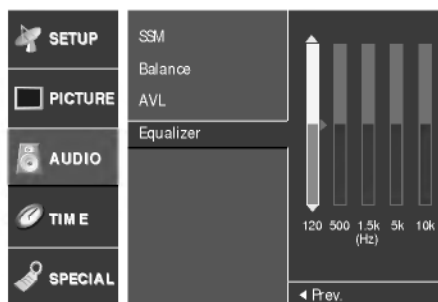 SETUP
PICTURE
AUDIO
TIME
SPECIAL
SSM
Balance
AVL
Equalizer
120 500 1.5k 5k 10k
(Hz)
◄ Prev.